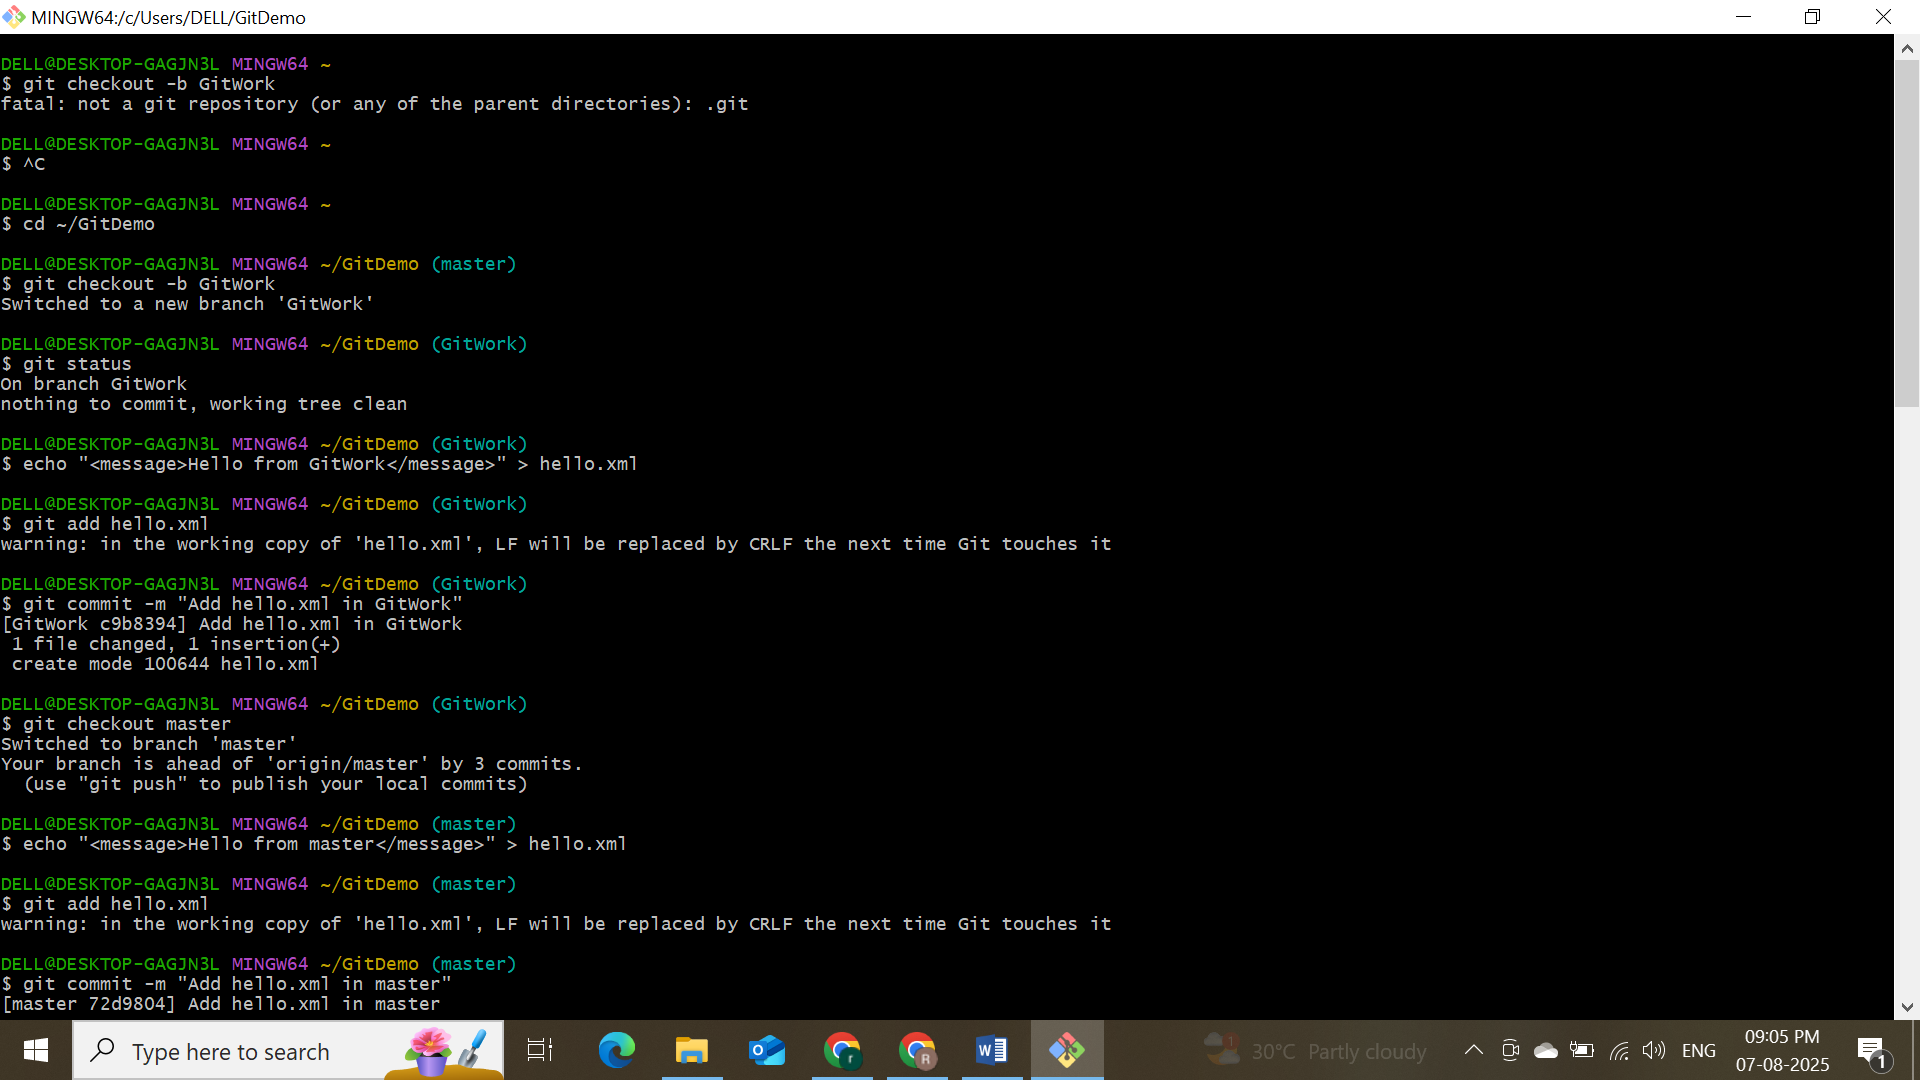 MINGW64:/c/Users/DELL/GitDemo
DELL@DESKTOP-GAGJN3L MINGW64 ~
$ git checkout -b GitWork
fatal: not a git repository (or any of the parent directories): .git
DELL@DESKTOP-GAGJN3L MINGW64 ~
$ ^C
DELL@DESKTOP-GAGJN3L MINGW64 ~
$ cd ~/GitDemo
DELL@DESKTOP-GAGJN3L MINGW64 ~/GitDemo (master)
$ git checkout -b GitWork
Switched to a new branch 'GitWork'
DELL@DESKTOP-GAGJN3L MINGW64 ~/GitDemo (GitWork)
$ git status
On branch GitWork
nothing to commit, working tree clean
DELL@DESKTOP-GAGJN3L MINGW64 ~/GitDemo (GitWork)
$ echo "<message>Hello from GitWork</message>" > hello.xml
DELL@DESKTOP-GAGJN3L MINGW64 ~/GitDemo (GitWork)
$ git add hello.xml
warning: in the working copy of 'hello.xml', LF will be replaced by CRLF the next time Git touches it
DELL@DESKTOP-GAGJN3L MINGW64 ~/GitDemo (GitWork)
$ git commit -m "Add hello.xml in GitWork"
[GitWork c9b8394] Add hello.xml in GitWork
 1 file changed, 1 insertion(+)
 create mode 100644 hello.xml
DELL@DESKTOP-GAGJN3L MINGW64 ~/GitDemo (GitWork)
$ git checkout master
Switched to branch 'master'
Your branch is ahead of 'origin/master' by 3 commits.
  (use "git push" to publish your local commits)
DELL@DESKTOP-GAGJN3L MINGW64 ~/GitDemo (master)
$ echo "<message>Hello from master</message>" > hello.xml
DELL@DESKTOP-GAGJN3L MINGW64 ~/GitDemo (master)
$ git add hello.xml
warning: in the working copy of 'hello.xml', LF will be replaced by CRLF the next time Git touches it
DELL@DESKTOP-GAGJN3L MINGW64 ~/GitDemo (master)
$ git commit -m "Add hello.xml in master"
[master 72d9804] Add hello.xml in master
Type here to search
30°C Partly cloudy
ENG
09:05 PM
07-08-2025
1